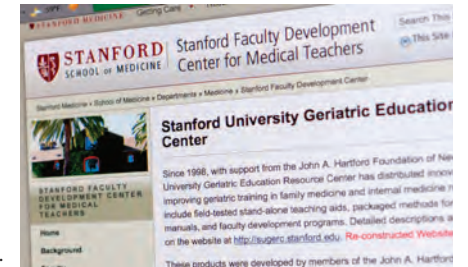 STANFORD MEDICINE Getting Care
STANFORD
SCHOOL OF MEDICINE
Stanford Faculty Development
Center for Medical Teachers
Search This
This Site
Stanford Medicine » School of Medicine » Departments » Medicine » Stanford Faculty Development Center
STANFORD FACULTY
DEVELOPMENT CENTER
FOR MEDICAL
TEACHERS
Home
Background
Stanford University Geriatric Education
Center
Since 1998, with support from the John A. Hartford Foundation of Ne
University Geriatric Education Resource Center has distributed innov
improving geriatric training in family medicine and internal medicine r
include field-tested stand-alone teaching aids, packaged methods for
manuals, and faculty development programs. Detailed descriptions a
on the website at http://sugerc.stanford.edu. Re-constructed Website
These products were developed by members of the John A. Hartford